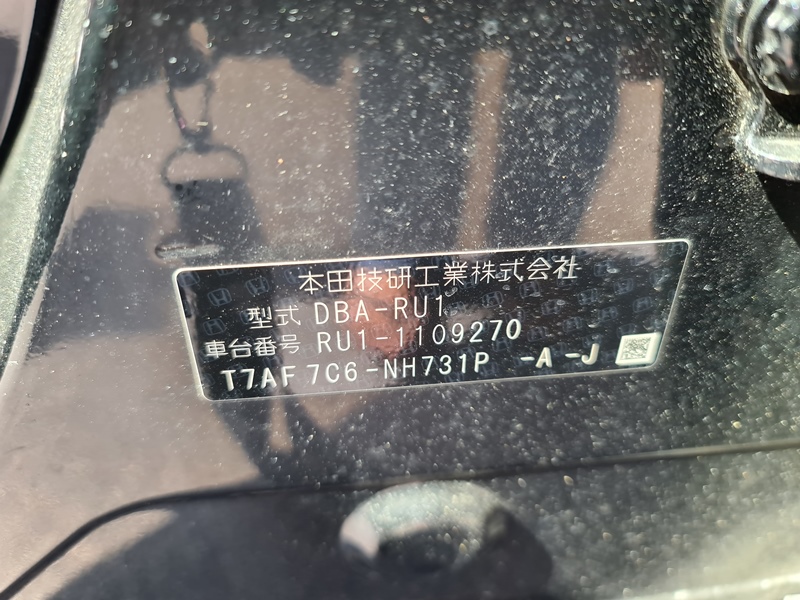 本田技研工業株式会社
型式 DBA-RU1
車台番号 RU1-1109270
T7AF 7C6-NH731P -A -J